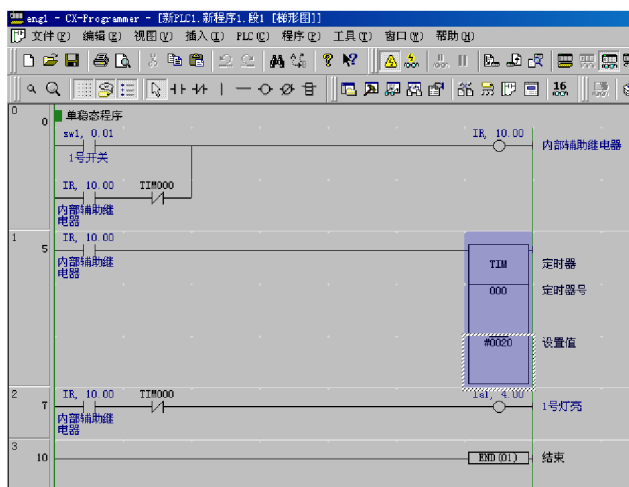 eng1 - CX-Programmer - [新PLC1.新程序1.段1 [梯形图]]
文件(F) 编辑(E) 视图(V) 插入(I) PLC(C) 程序(P) 工具(T) 窗口(W) 帮助(H)
16
0
0
单稳态程序
sw1, 0.01
IR, 10.00
内部辅助继电器
1号开关
IR, 10.00 TIM000
内部辅助继
电器
1
5
IR, 10.00
内部辅助继
电器
TIM
定时器
000
定时器号
#0020
设置值
2
7
IR, 10.00 TIM000
4.00
1号灯亮
内部辅助继
电器
3
10
END(01)
结束